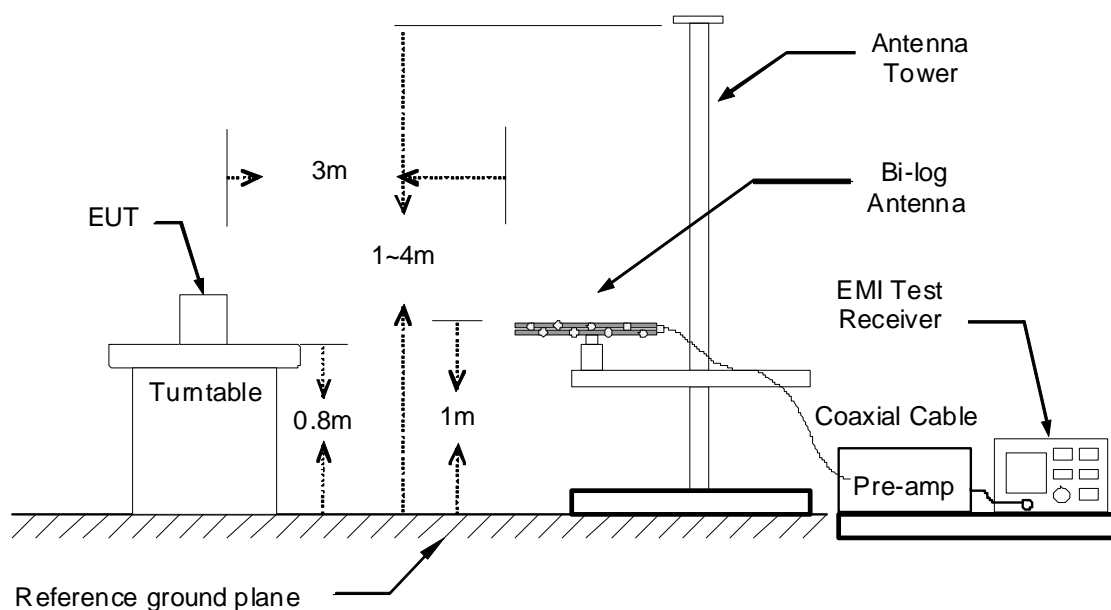 Antenna
Tower
3m
Bi-log
Antenna
EUT
1~4m
EMI Test
Receiver
Turntable
0.8m
1m
Coaxial Cable
Pre-amp
Reference ground plane